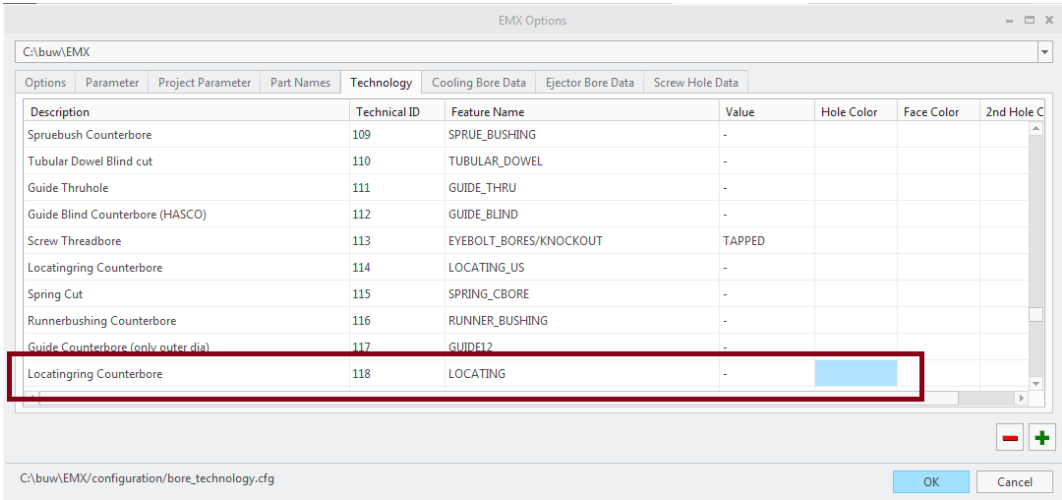 EMX Options
C:\buw\EMX
Options Parameter Project Parameter Part Names Technology Cooling Bore Data Ejector Bore Data Screw Hole Data
Description Technical ID Feature Name Value Hole Color Face Color 2nd Hole C
Spruebush Counterbore 109 SPRUE_BUSHING -
Tubular Dowel Blind cut 110 TUBULAR_DOWEL -
Guide Thruhole 111 GUIDE_THRU -
Guide Blind Counterbore (HASCO) 112 GUIDE_BLIND -
Screw Threadbore 113 EYEBOLT_BORES/KNOCKOUT TAPPED
Locatingring Counterbore 114 LOCATING_US -
Spring Cut 115 SPRING_CBORE -
Runnerbushing Counterbore 116 RUNNER_BUSHING -
Guide Counterbore (only outer dia) 117 GUIDE12 -
Locatingring Counterbore 118 LOCATING -
C:\buw\EMX/configuration/bore_technology.cfg OK Cancel